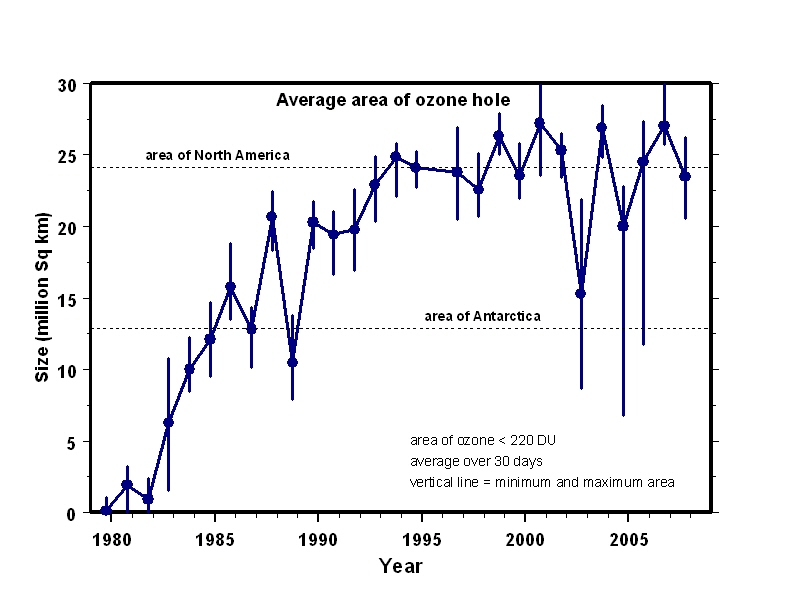 Average area of ozone hole
30
area of North America
25
20
15
area of Antarctica
10
5
0
Size (million Sq km)
area of ozone < 220 DU
average over 30 days
vertical line = minimum and maximum area
1980 1985 1990 1995 2000 2005
Year